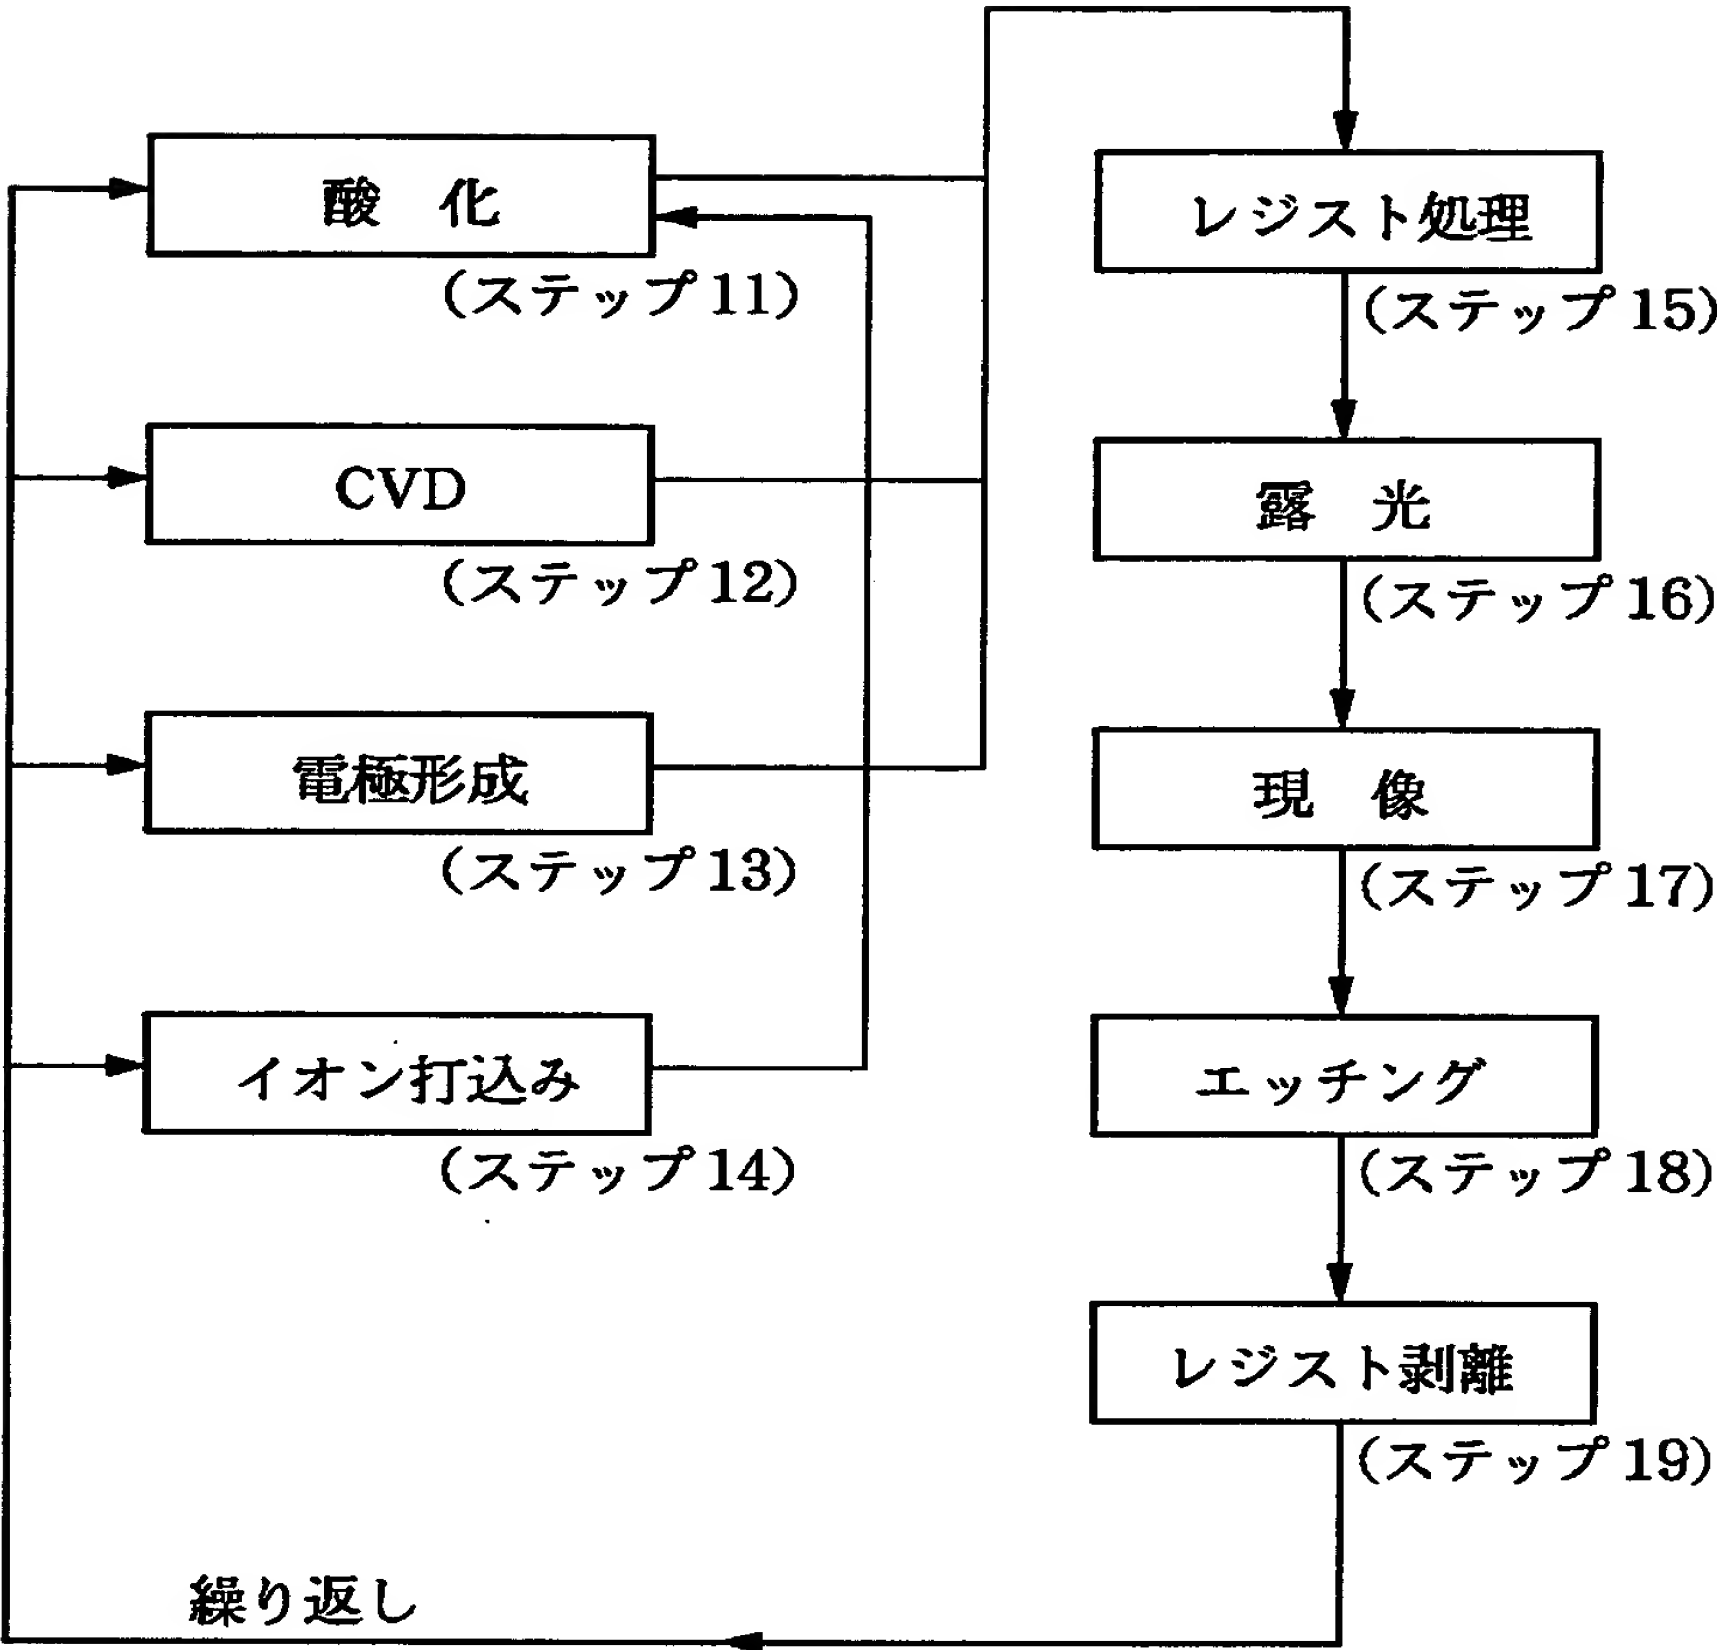 酸　化
(ステップ11)
CVD
(ステップ12)
電極形成
(ステップ13)
イオン打込み
(ステップ14)
レジスト処理
(ステップ15)
露　光
(ステップ16)
現　像
(ステップ17)
エッチング
(ステップ18)
レジスト剥離
(ステップ19)
繰り返し